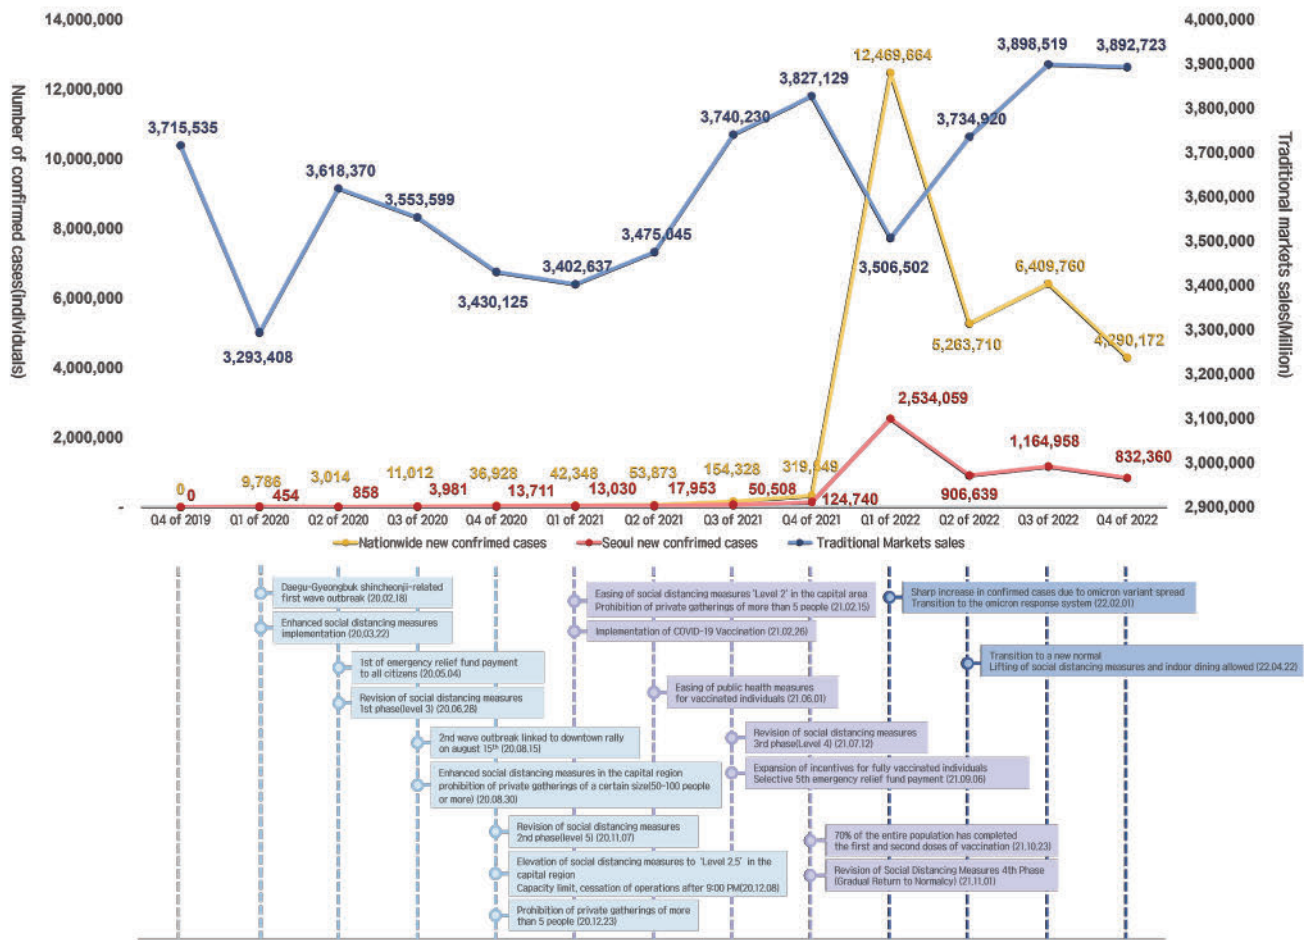 14,000,000
12,000,000
10,000,000
8,000,000
6,000,000
4,000,000
2,000,000
-
Number of confirmed cases(individuals)
4,000,000
3,900,000
3,800,000
3,700,000
3,600,000
3,500,000
3,400,000
3,300,000
3,200,000
3,100,000
3,000,000
2,900,000
Traditional markets sales(Million)
3,715,535
3,293,408
3,618,370
3,553,599
3,430,125
3,402,637
3,475,045
3,740,230
3,827,129
3,506,502
3,734,920
3,898,519
3,892,723
0
9,786
3,014
11,012
36,928
42,348
53,873
154,328
319,349
12,469,664
5,263,710
6,409,760
4,290,172
0
454
858
3,981
13,711
13,030
17,953
50,508
124,740
2,534,059
906,639
1,164,958
832,360
Q4 of 2019
Q1 of 2020
Q2 of 2020
Q3 of 2020
Q4 of 2020
Q1 of 2021
Q2 of 2021
Q3 of 2021
Q4 of 2021
Q1 of 2022
Q2 of 2022
Q3 of 2022
Q4 of 2022
Nationwide new confrimed cases
Seoul new confrimed cases
Traditional Markets sales
Daegu-Gyeongbuk shincheonji-related
first wave outbreak (20.02.18)
Enhanced social distancing measures
implementation (20.03.22)
1st of emergency relief fund payment
to all citizens (20.05.04)
Revision of social distancing measures
1st phase(level 3) (20.06.28)
2nd wave outbreak linked to downtown rally
on august 15th (20.08.15)
Enhanced social distancing measures in the capital region
prohibition of private gatherings of a certain size(50-100 people
or more) (20.08.30)
Revision of social distancing measures
2nd phase(level 5) (20.11.07)
Elevation of social distancing measures to 'Level 2.5' in the
capital region
Capacity limit, cessation of operations after 9:00 PM(20.12.08)
Prohibition of private gatherings of more
than 5 people (20.12.23)
Easing of social distancing measures 'Level 2' in the capital area
Prohibition of private gatherings of more than 5 people (21.02.15)
Implementation of COVID-19 Vaccination (21.02.26)
Easing of public health measures
for vaccinated individuals (21.06.01)
Revision of social distancing measures
3rd phase(Level 4) (21.07.12)
Expansion of incentives for fully vaccinated individuals
Selective 5th emergency relief fund payment (21.09.06)
70% of the entire population has completed
the first and second doses of vaccination (21.10.23)
Revision of Social Distancing Measures 4th Phase
(Gradual Return to Normalcy) (21.11.01)
Sharp increase in confirmed cases due to omicron variant spread
Transition to the omicron response system (22.02.01)
Transition to a new normal
Lifting of social distancing measures and indoor dining allowed (22.04.22)